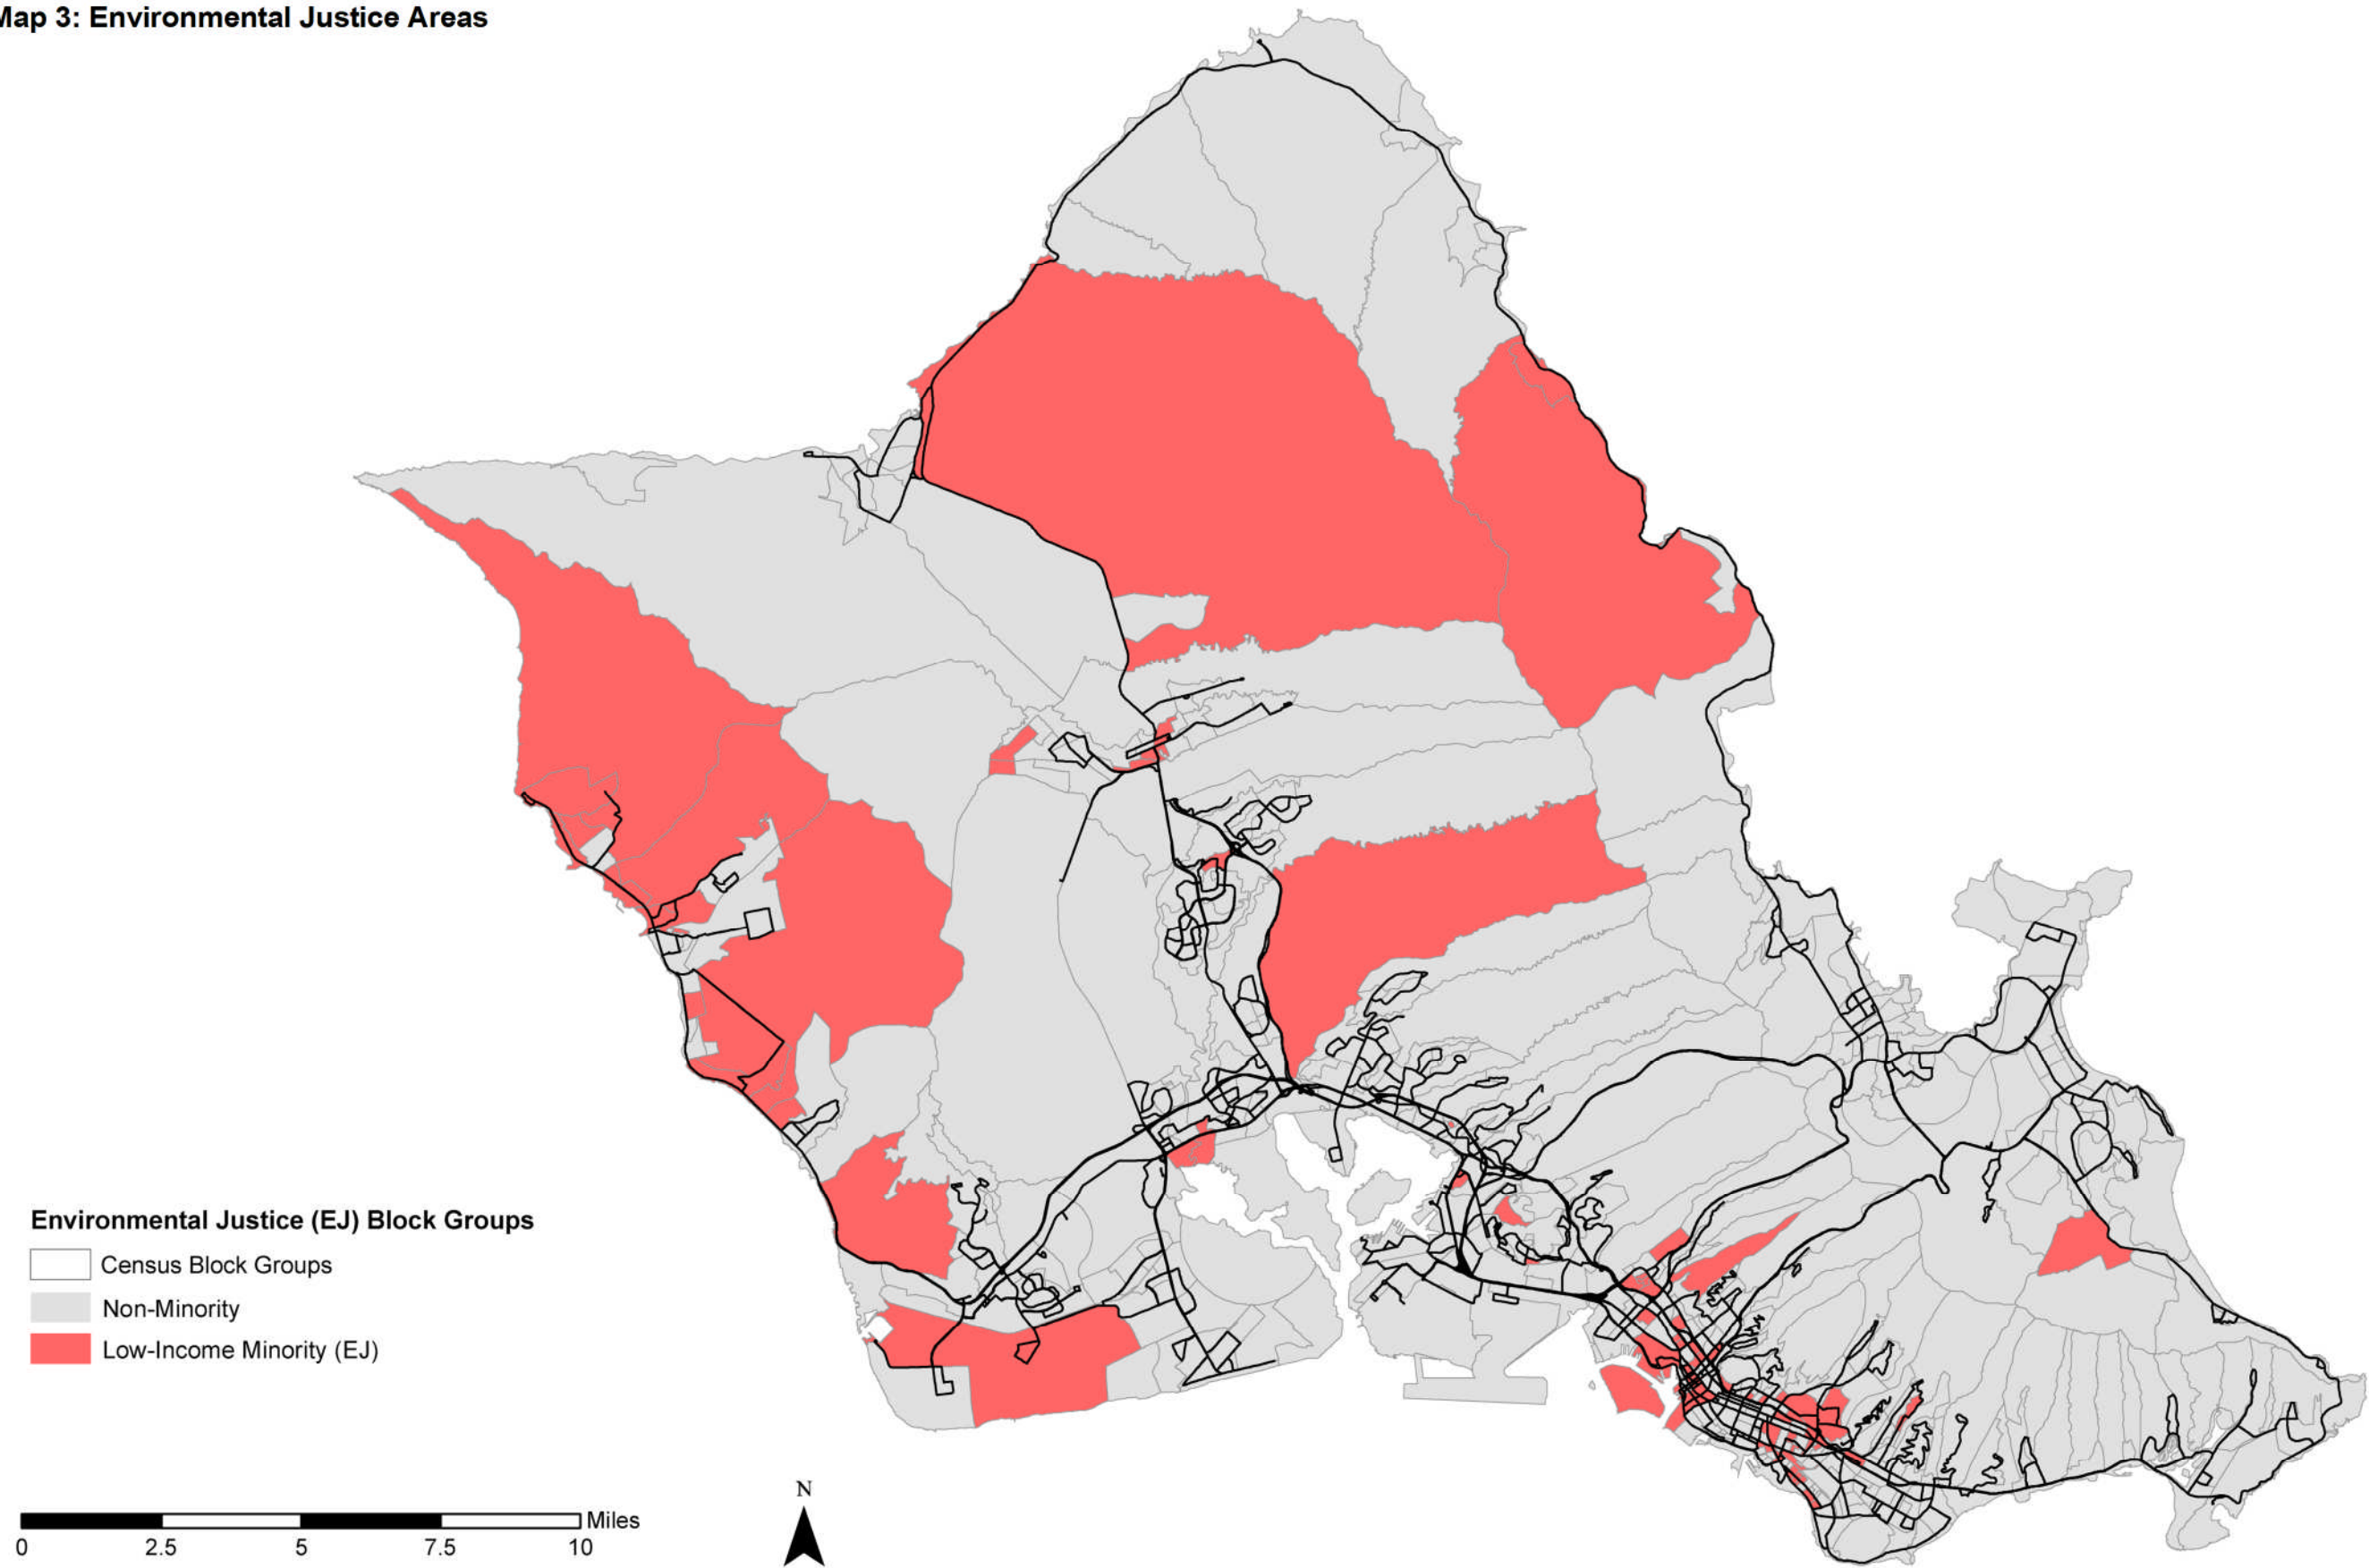 Map 3: Environmental Justice Areas
Environmental Justice (EJ) Block Groups
Census Block Groups
Non-Minority
Low-Income Minority (EJ)
N
Miles
0 2.5 5 7.5 10